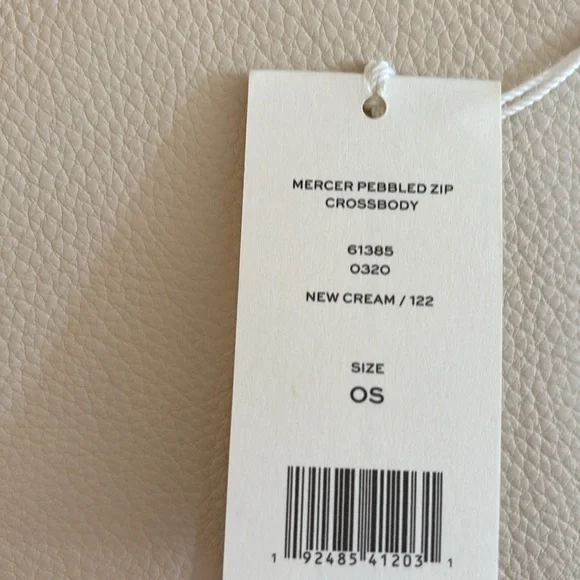 MERCER PEBBLED ZIP
CROSSBODY
61385
0320
NEW CREAM / 122
SIZE
OS
1 92485 41203 1